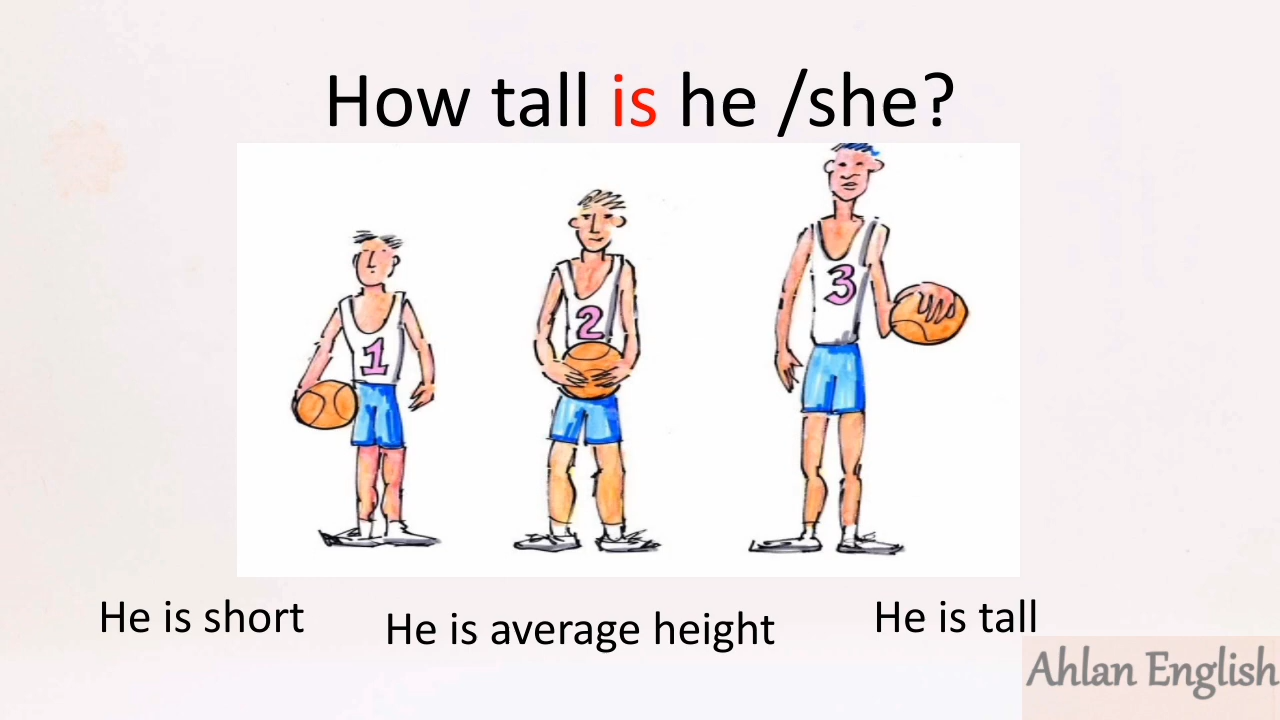 How tall is he /she?
1
2
3
He is short
He is average height
He is tall
Ahlan English